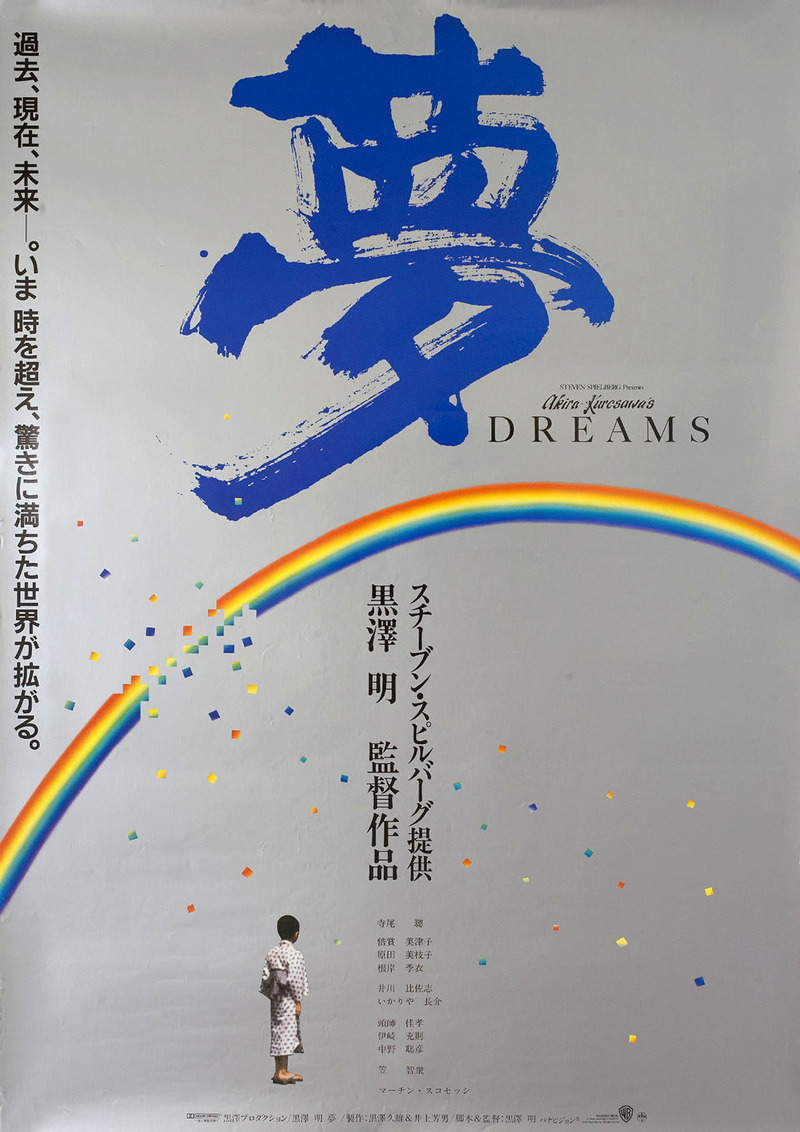 過去、現在、未来—。いま 時を超え、驚きに満ちた世界が拡がる。
夢
STEVEN SPIELBERG Presents
Akira Kurosawa's
DREAMS
スチーブン・スピルバーグ提供
黒澤 明 監督作品
寺尾 聰
倍賞 美津子
原田 美枝子
根岸 季衣
井川 比佐志
いかりや 長介
頭師 佳孝
伊崎 充則
中野 聡彦
笠 智衆
マーチン・スコセッシ
黒澤プロダクション/黒澤 明 夢/製作:黒澤久雄&井上芳男/脚本&監督:黒澤 明 パナビジョン®